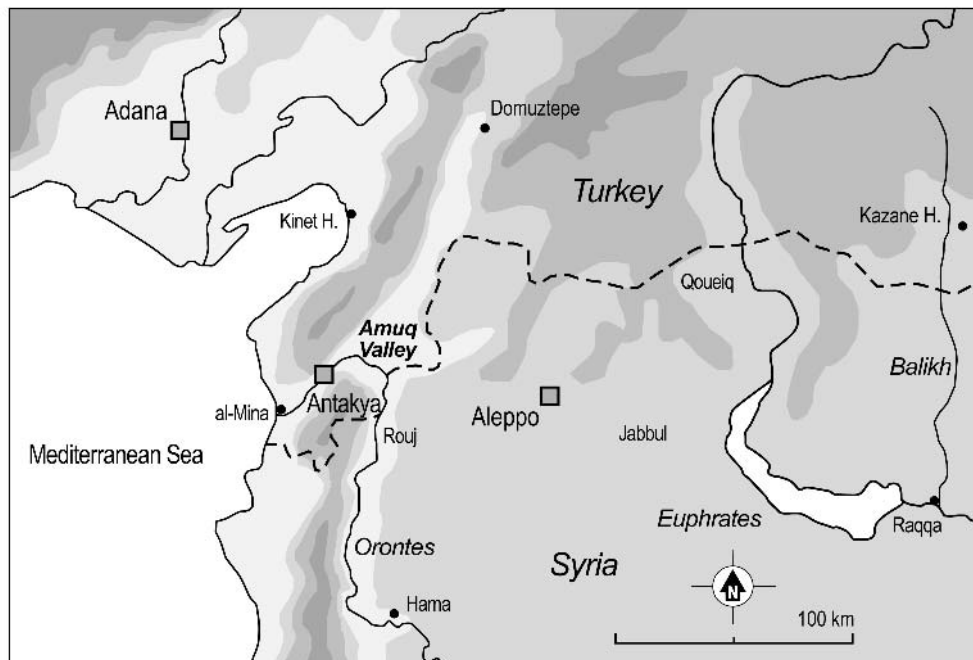 Adana
Domuztepe
Turkey
Kinet H.
Kazane H.
Qoueiq
Amuq
Valley
Balikh
Antakya
al-Mina
Aleppo
Rouj
Jabbul
Mediterranean Sea
Euphrates
Raqqa
Orontes
Syria
N
Hama
100 km